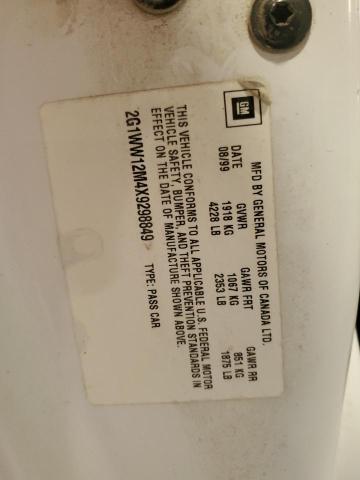 GM
MFD BY GENERAL MOTORS OF CANADA LTD.
DATE GVWR GAWR FRT GAWR RR
08/99 1918 KG 1067 KG 851 KG
4228 LB 2353 LB 1875 LB
THIS VEHICLE CONFORMS TO ALL APPLICABLE U.S. FEDERAL MOTOR
VEHICLE SAFETY, BUMPER, AND THEFT PREVENTION STANDARDS IN
EFFECT ON THE DATE OF MANUFACTURE SHOWN ABOVE.
2G1WW12M4X9298849 TYPE: PASS CAR